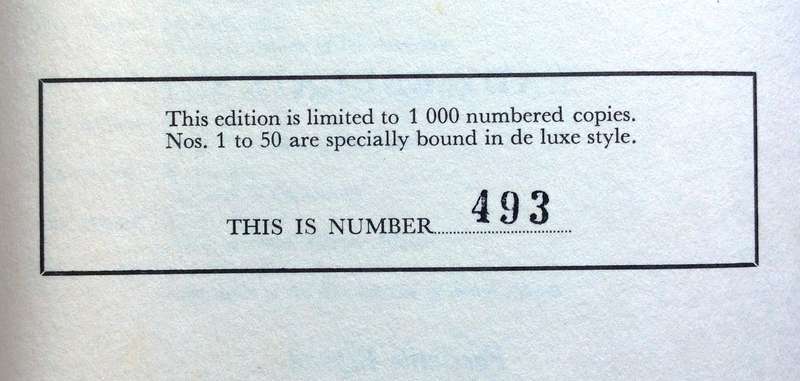 This edition is limited to 1 000 numbered copies.
Nos. 1 to 50 are specially bound in de luxe style.
THIS IS NUMBER 493